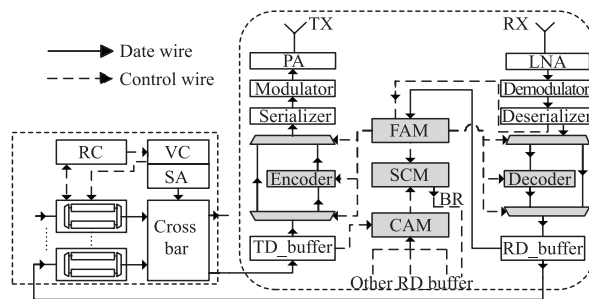 TX
RX
Date wire
Control wire
PA
LNA
Modulator
Demodulator
Serializer
Deserializer
FAM
RC
VC
SA
Encoder
SCM
Decoder
BR
CAM
Cross
bar
TD_buffer
RD_buffer
Other RD buffer